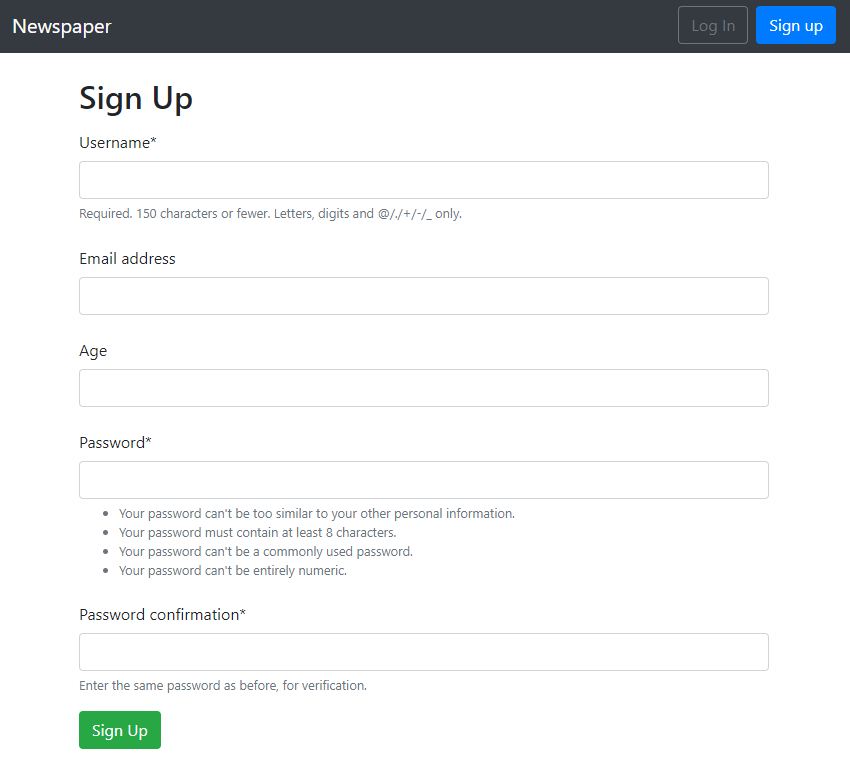 Newspaper
Log In
Sign up
Sign Up
Username*
Required. 150 characters or fewer. Letters, digits and @/./+/-/_ only.
Email address
Age
Password*
Your password can't be too similar to your other personal information.
Your password must contain at least 8 characters.
Your password can't be a commonly used password.
Your password can't be entirely numeric.
Password confirmation*
Enter the same password as before, for verification.
Sign Up